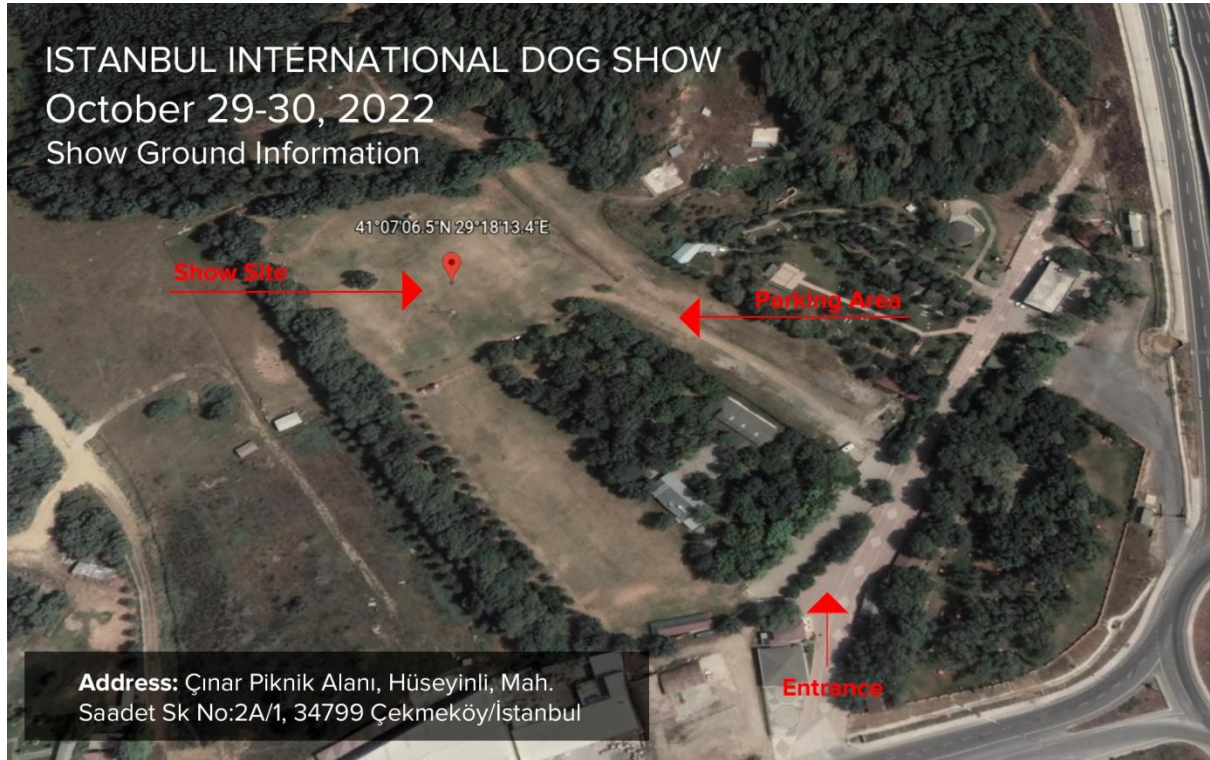 ISTANBUL INTERNATIONAL DOG SHOW
October 29-30, 2022
Show Ground Information
41°07'06.5"N 29°18'13.4"E
Show Site
Parking Area
Entrance
Address: Çınar Piknik Alanı, Hüseyinli, Mah.
Saadet Sk No:2A/1, 34799 Çekmeköy/İstanbul